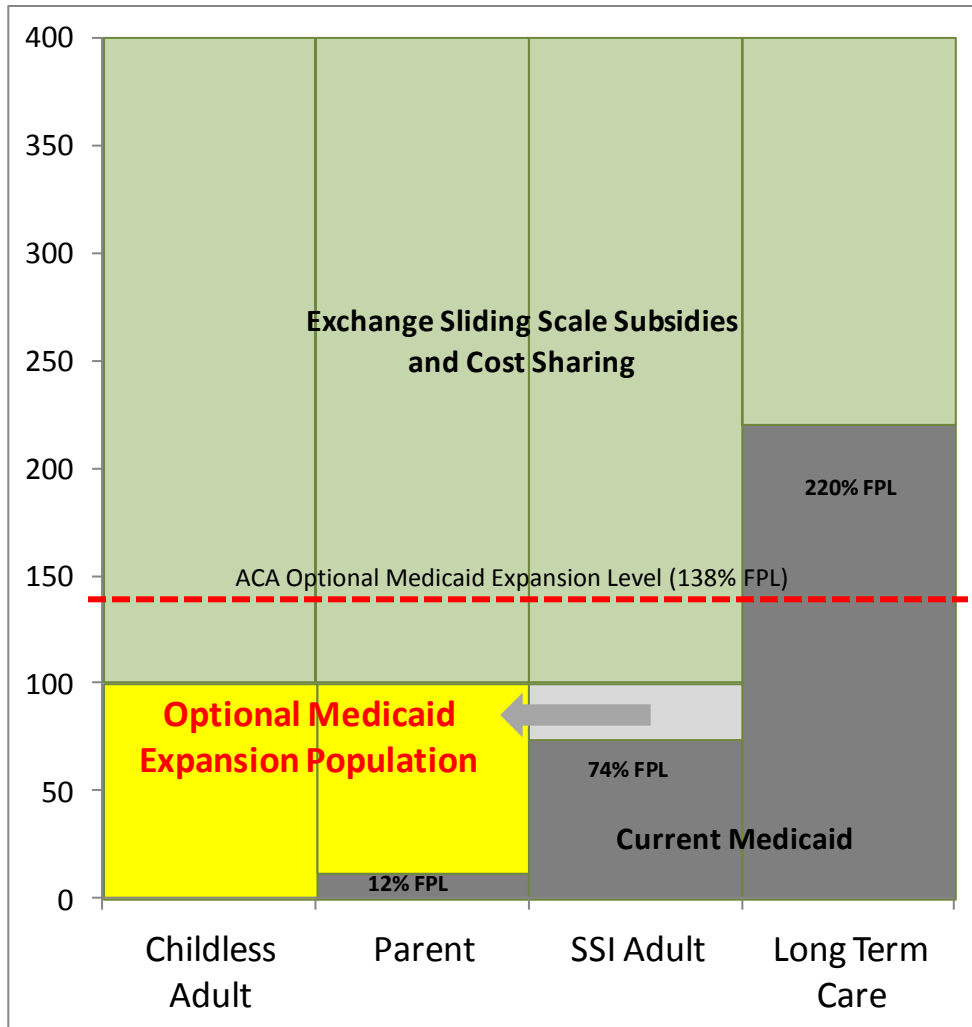 400
350
300
250
200
150
100
50
0
Exchange Sliding Scale Subsidies
and Cost Sharing
220% FPL
ACA Optional Medicaid Expansion Level (138% FPL)
Optional Medicaid
Expansion Population
74% FPL
Current Medicaid
12% FPL
Childless
Adult
Parent
SSI Adult
Long Term
Care